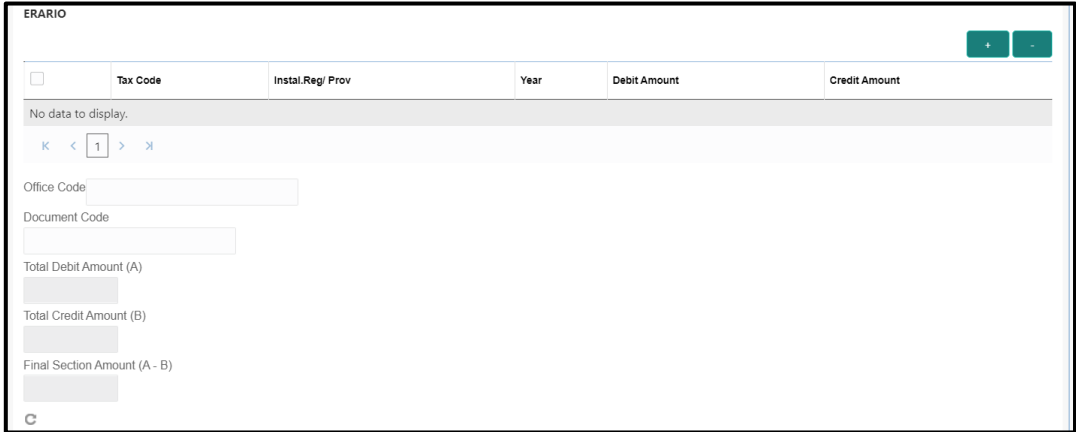 ERARIO
+ -
Tax Code Instal.Reg/ Prov Year Debit Amount Credit Amount
No data to display.
1
Office Code
Document Code
Total Debit Amount (A)
Total Credit Amount (B)
Final Section Amount (A - B)